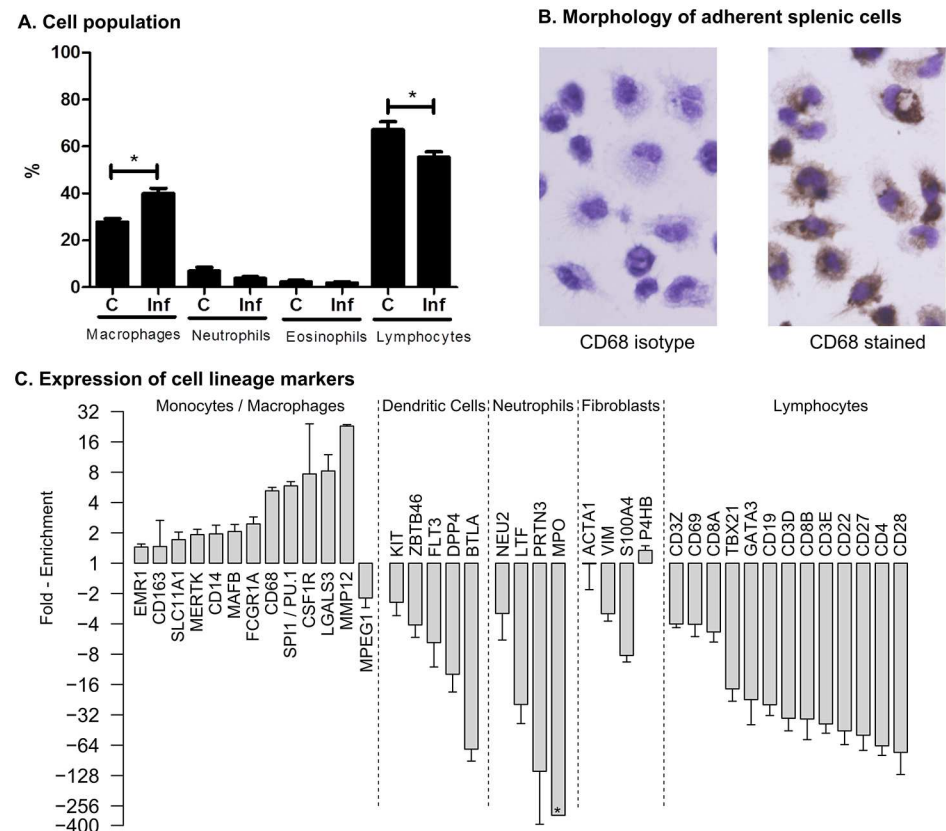 A. Cell population
100
80
60
40
20
0
%
*
*
C Inf C Inf C Inf C Inf
Macrophages Neutrophils Eosinophils Lymphocytes
B. Morphology of adherent splenic cells
CD68 isotype CD68 stained
C. Expression of cell lineage markers
Monocytes / Macrophages Dendritic Cells Neutrophils Fibroblasts Lymphocytes
Fold - Enrichment
32
16
8
4
2
1
−2
−4
−8
−16
−32
−64
−128
−256
−400
EMR1
CD163
SLC11A1
MERTK
CD14
MAFB
FCGR1A
CD68
SPI1 / PU.1
CSF1R
LGALS3
MMP12
MPEG1
KIT
ZBTB46
FLT3
DPP4
BTLA
NEU2
LTF
PRTN3
MPO
*
ACTA1
VIM
S100A4
P4HB
CD3Z
CD69
CD8A
TBX21
GATA3
CD19
CD3D
CD8B
CD3E
CD22
CD27
CD4
CD28